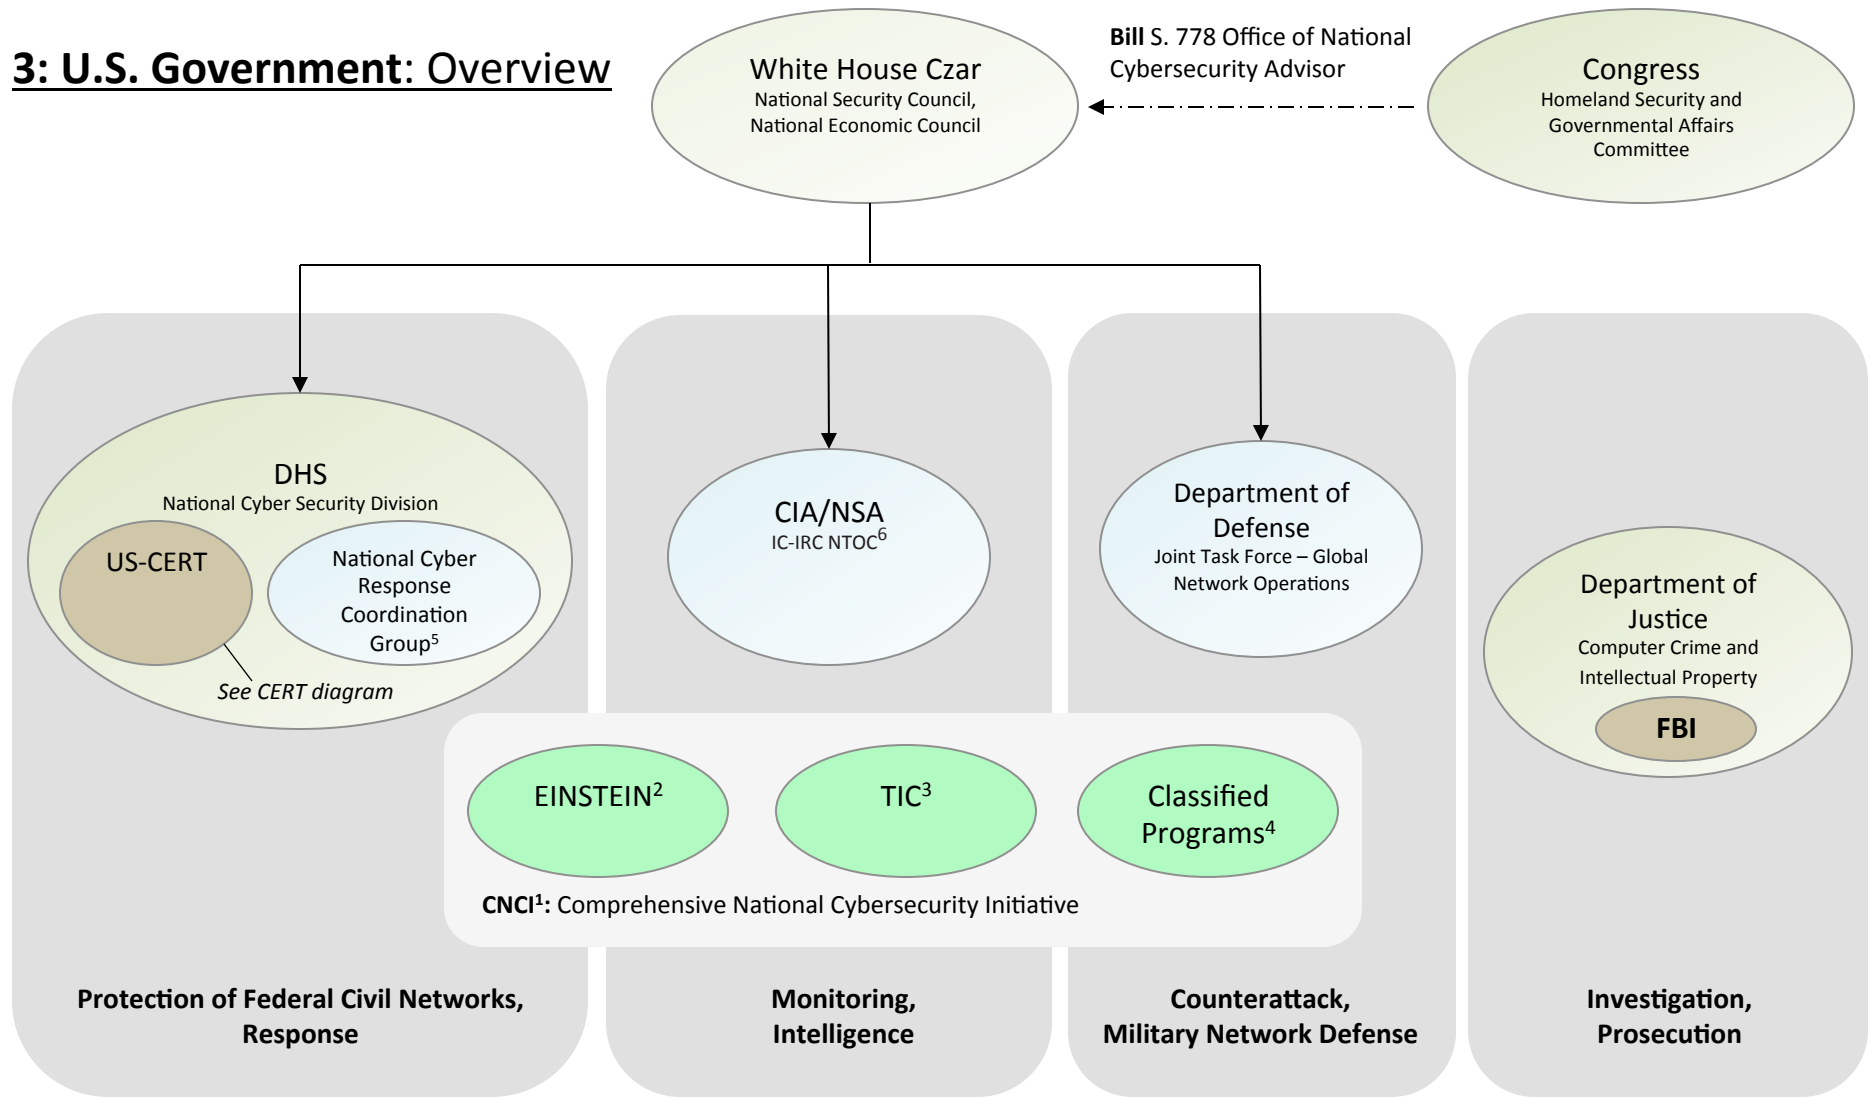 3: U.S. Government: Overview
White House Czar
National Security Council,
National Economic Council
Bill S. 778 Office of National
Cybersecurity Advisor
Congress
Homeland Security and
Governmental Affairs
Committee
DHS
National Cyber Security Division
US-CERT
National Cyber
Response
Coordination
Group5
See CERT diagram
CIA/NSA
IC-IRC NTOC6
Department of
Defense
Joint Task Force – Global
Network Operations
Department of
Justice
Computer Crime and
Intellectual Property
FBI
EINSTEIN2
TIC3
Classified
Programs4
CNCI1: Comprehensive National Cybersecurity Initiative
Protection of Federal Civil Networks,
Response
Monitoring,
Intelligence
Counterattack,
Military Network Defense
Investigation,
Prosecution